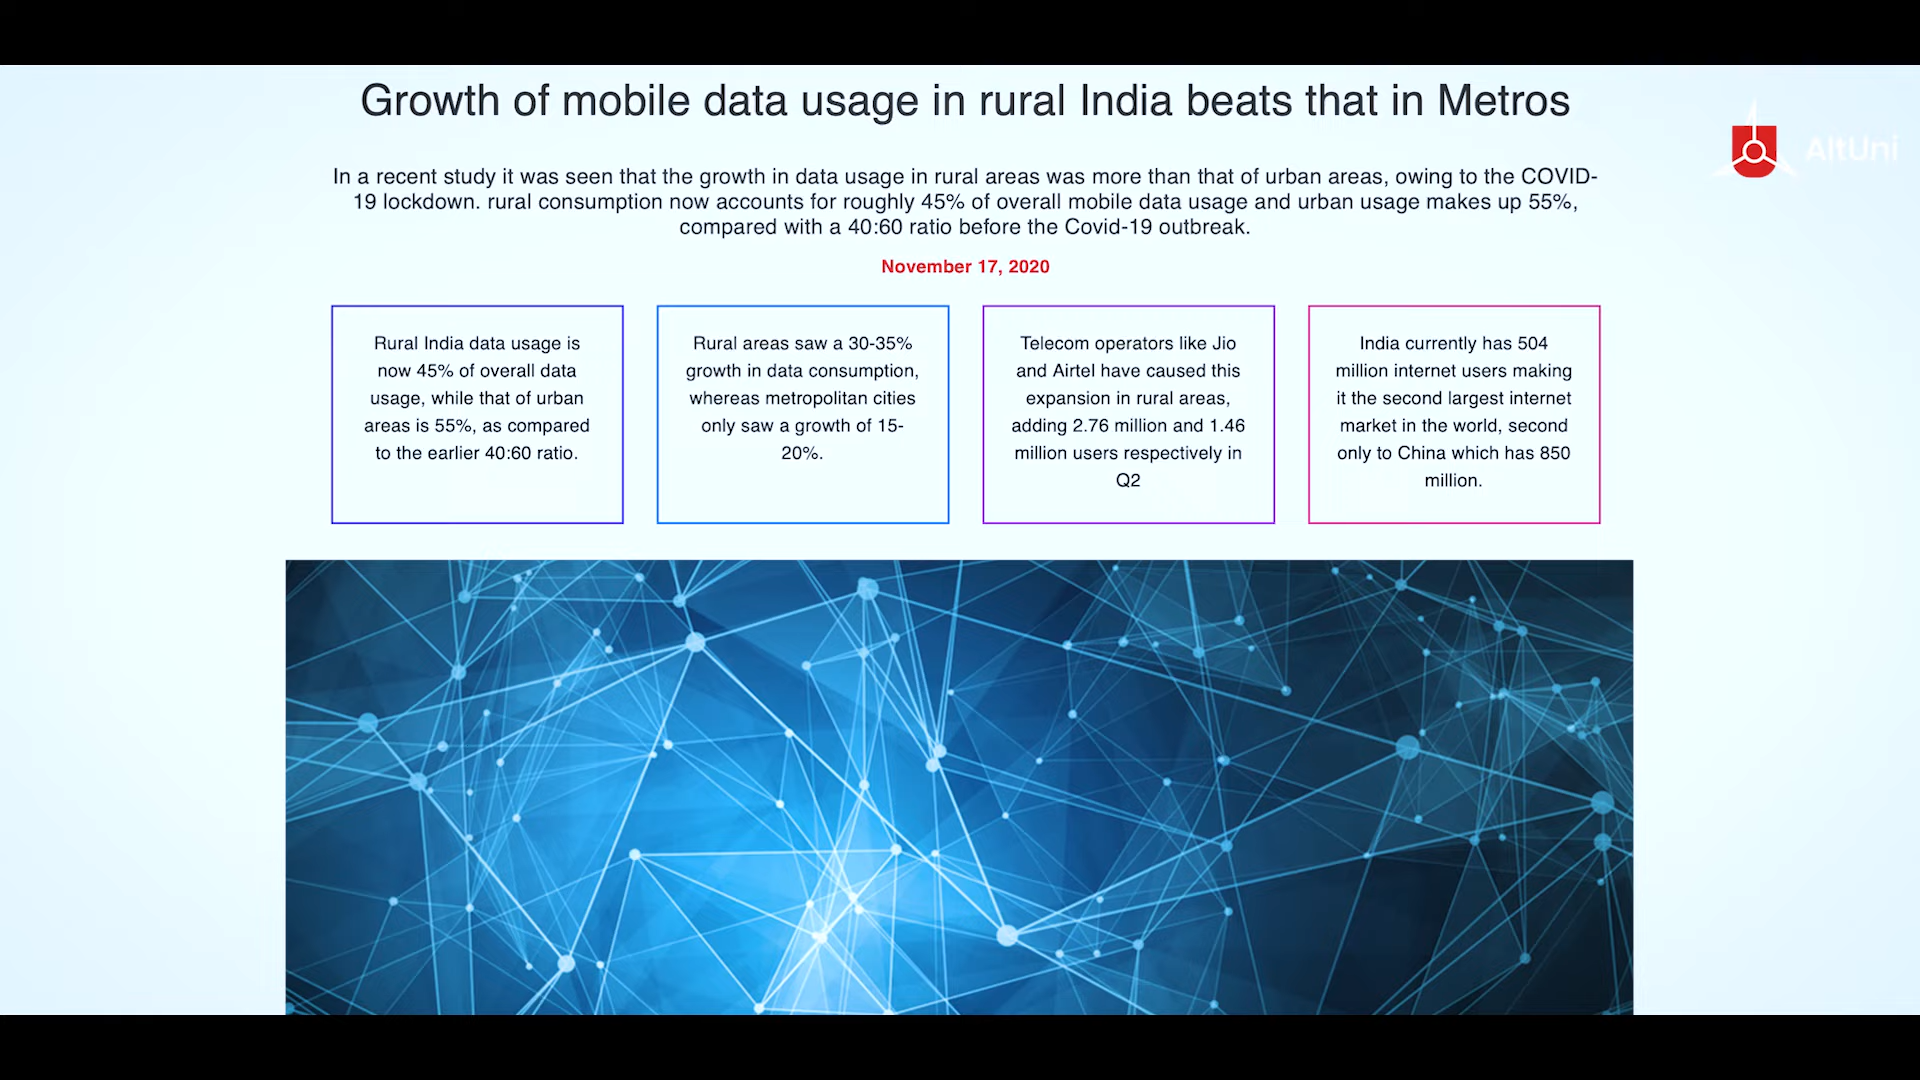 Growth of mobile data usage in rural India beats that in Metros
AltUni
In a recent study it was seen that the growth in data usage in rural areas was more than that of urban areas, owing to the COVID-
19 lockdown. rural consumption now accounts for roughly 45% of overall mobile data usage and urban usage makes up 55%,
compared with a 40:60 ratio before the Covid-19 outbreak.
November 17, 2020
Rural India data usage is
now 45% of overall data
usage, while that of urban
areas is 55%, as compared
to the earlier 40:60 ratio.
Rural areas saw a 30-35%
growth in data consumption,
whereas metropolitan cities
only saw a growth of 15-
20%.
Telecom operators like Jio
and Airtel have caused this
expansion in rural areas,
adding 2.76 million and 1.46
million users respectively in
Q2
India currently has 504
million internet users making
it the second largest internet
market in the world, second
only to China which has 850
million.